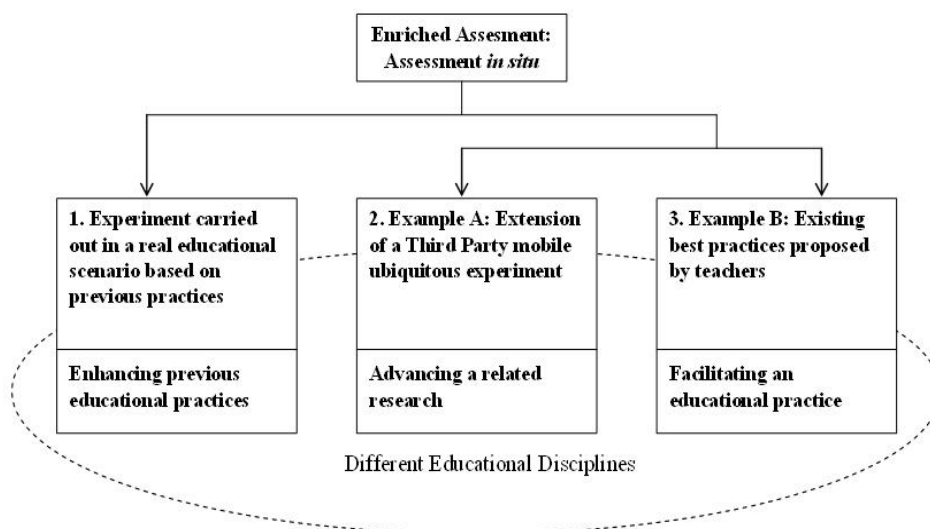 Enriched Assesment:
Assessment in situ
1. Experiment carried
out in a real educational
scenario based on
previous practices
Enhancing previous
educational practices
2. Example A: Extension
of a Third Party mobile
ubiquitous experiment
Advancing a related
research
3. Example B: Existing
best practices proposed
by teachers
Facilitating an
educational practice
Different Educational Disciplines